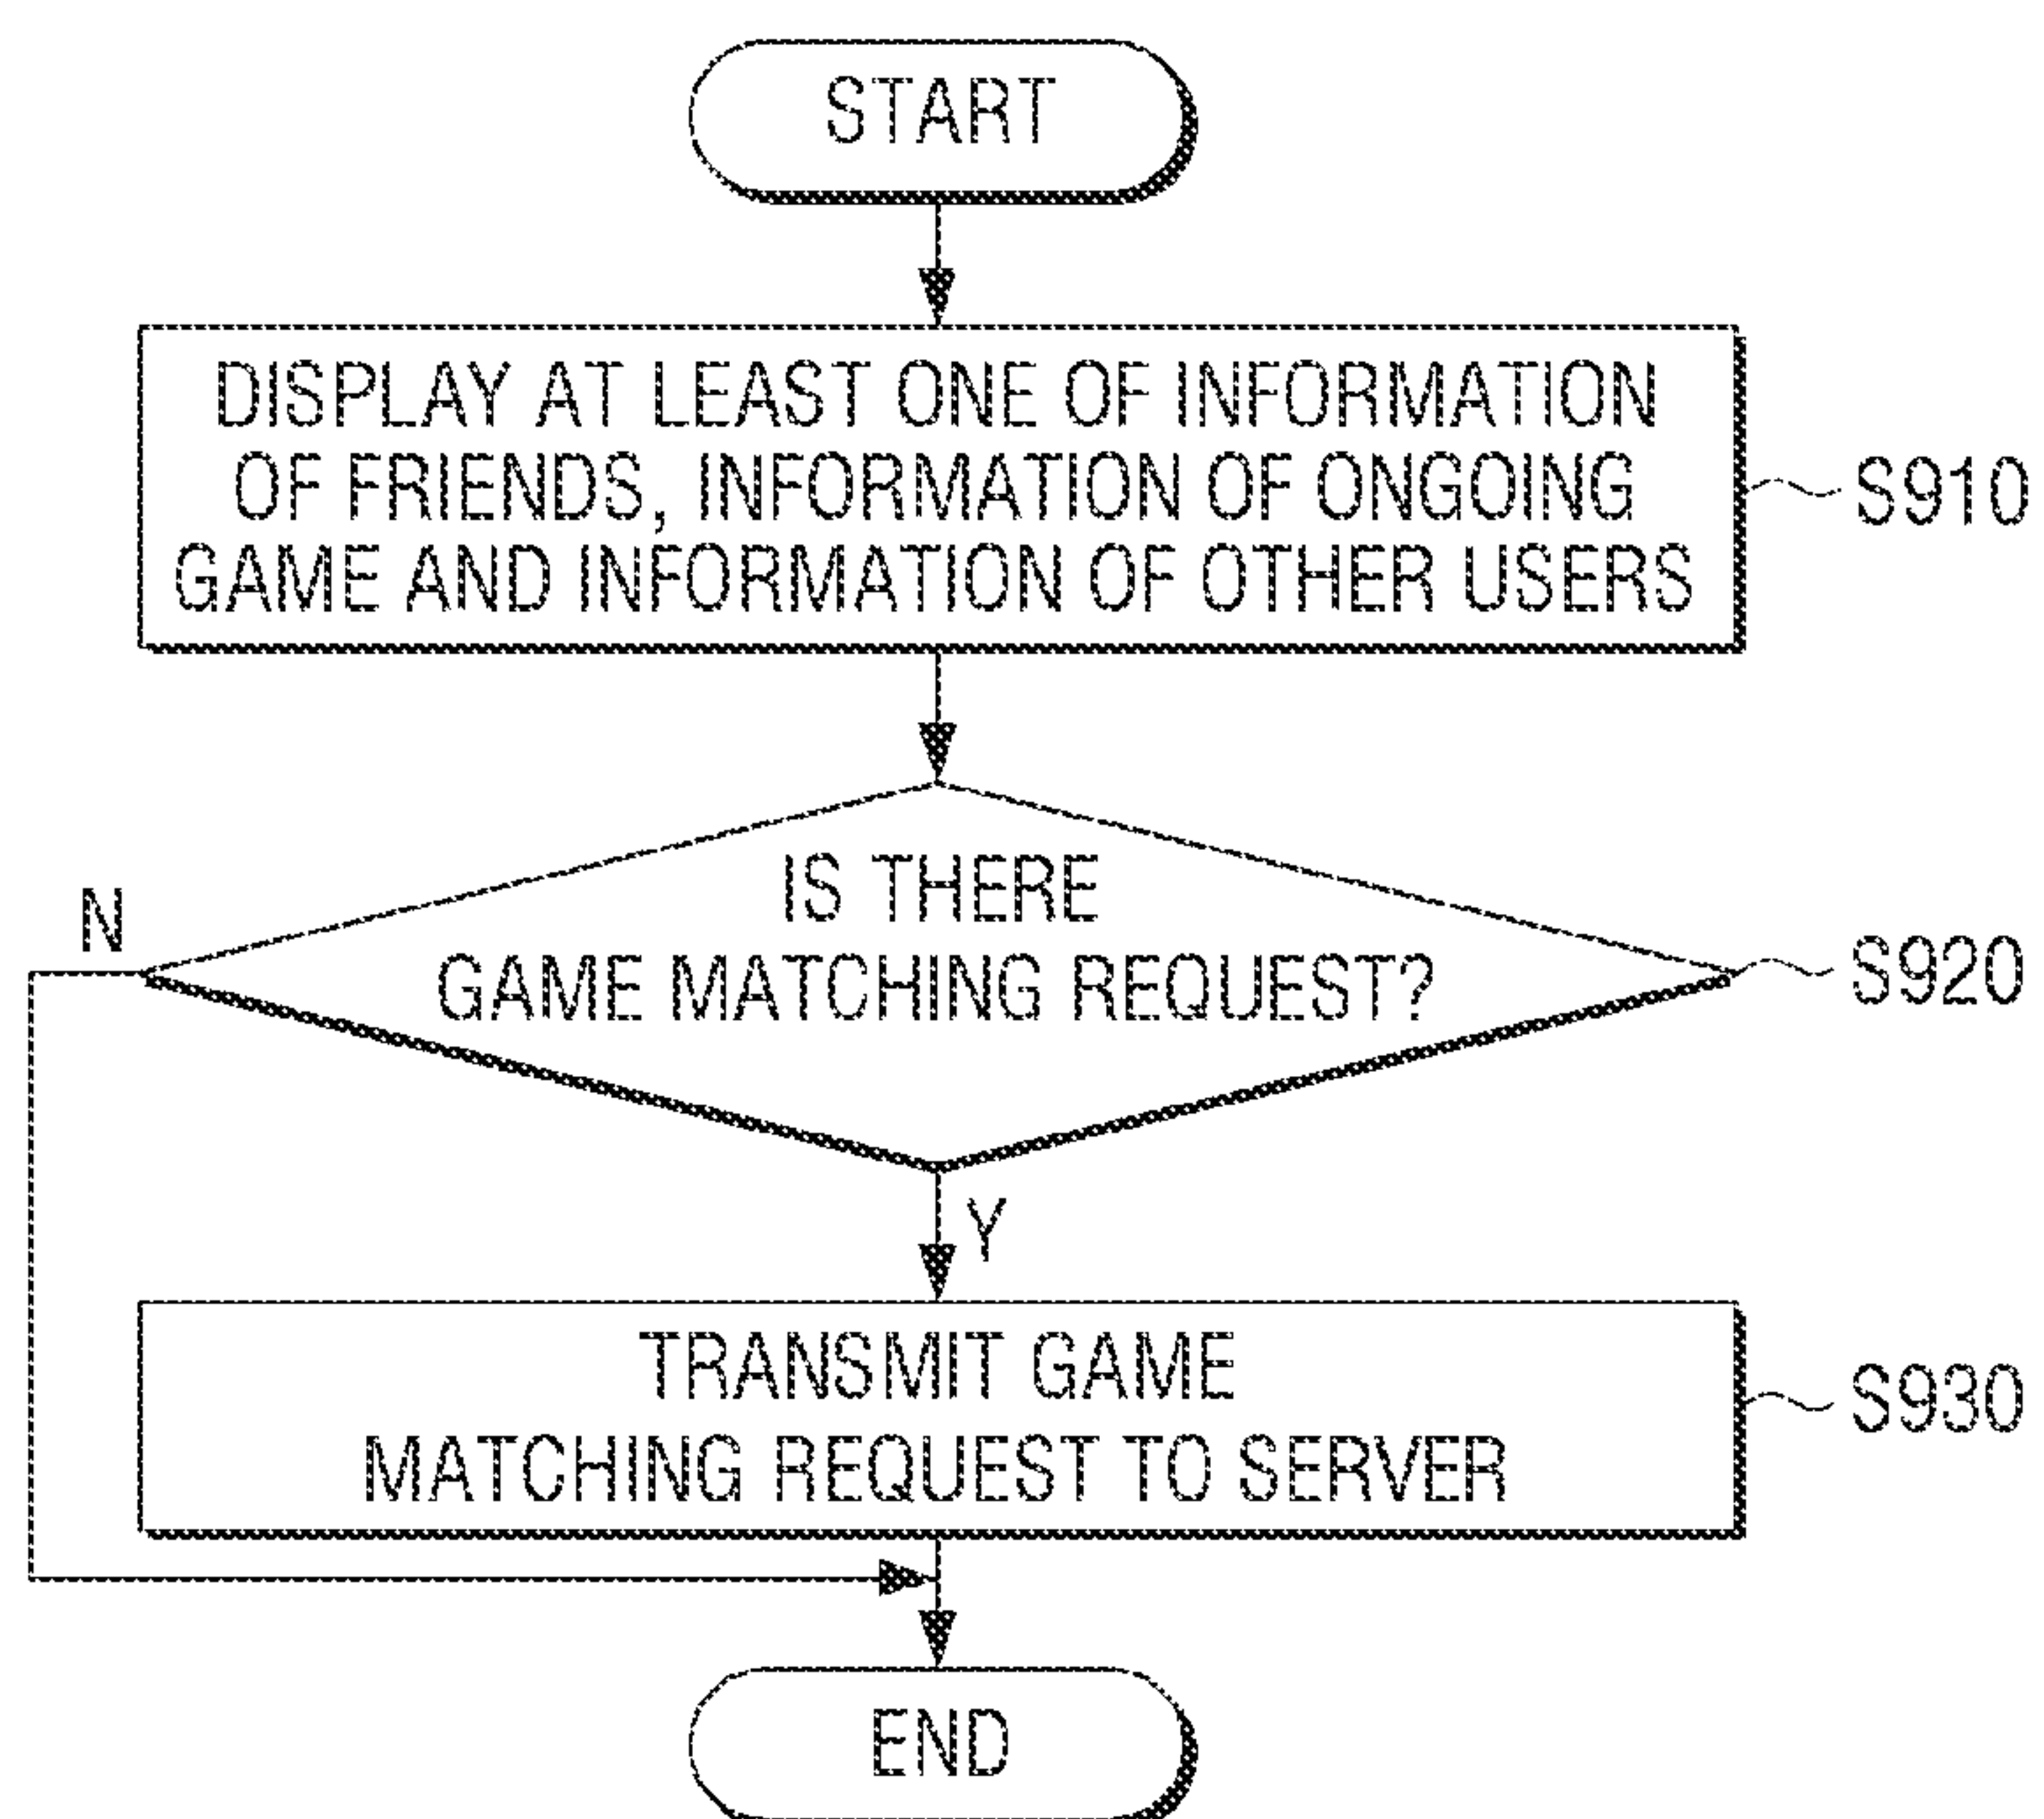 START
DISPLAY AT LEAST ONE OF INFORMATION
OF FRIENDS, INFORMATION OF ONGOING
GAME AND INFORMATION OF OTHER USERS
S910
IS THERE
GAME MATCHING REQUEST?
S920
N
Y
TRANSMIT GAME
MATCHING REQUEST TO SERVER
S930
END